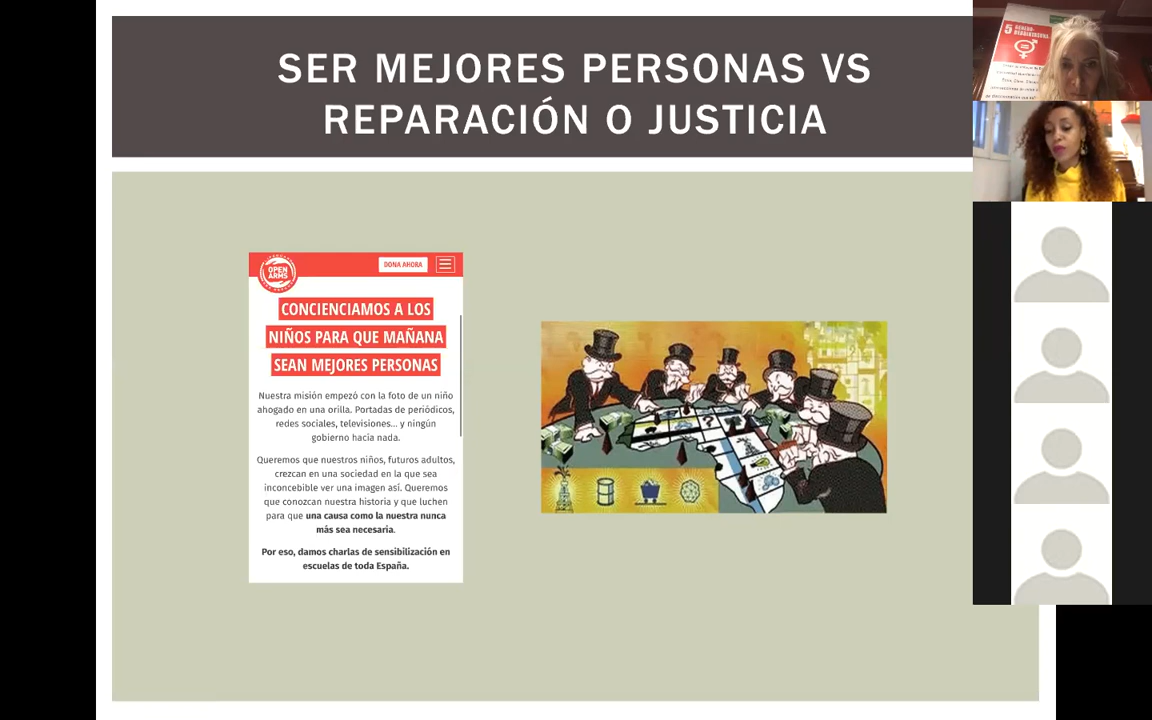 SER MEJORES PERSONAS VS
REPARACIÓN O JUSTICIA
OPEN
ARMS
DONA AHORA
CONCIENCIAMOS A LOS
NIÑOS PARA QUE MAÑANA
SEAN MEJORES PERSONAS
Nuestra misión empezó con la foto de un niño
ahogado en una orilla. Portadas de periódicos,
redes sociales, televisiones... y ningún
gobierno hacía nada.
Queremos que nuestros niños, futuros adultos,
crezcan en una sociedad en la que sea
inconcebible ver una imagen así. Queremos
que conozcan nuestra historia y que luchen
para que una causa como la nuestra nunca
más sea necesaria.
Por eso, damos charlas de sensibilización en
escuelas de toda España.
?
5